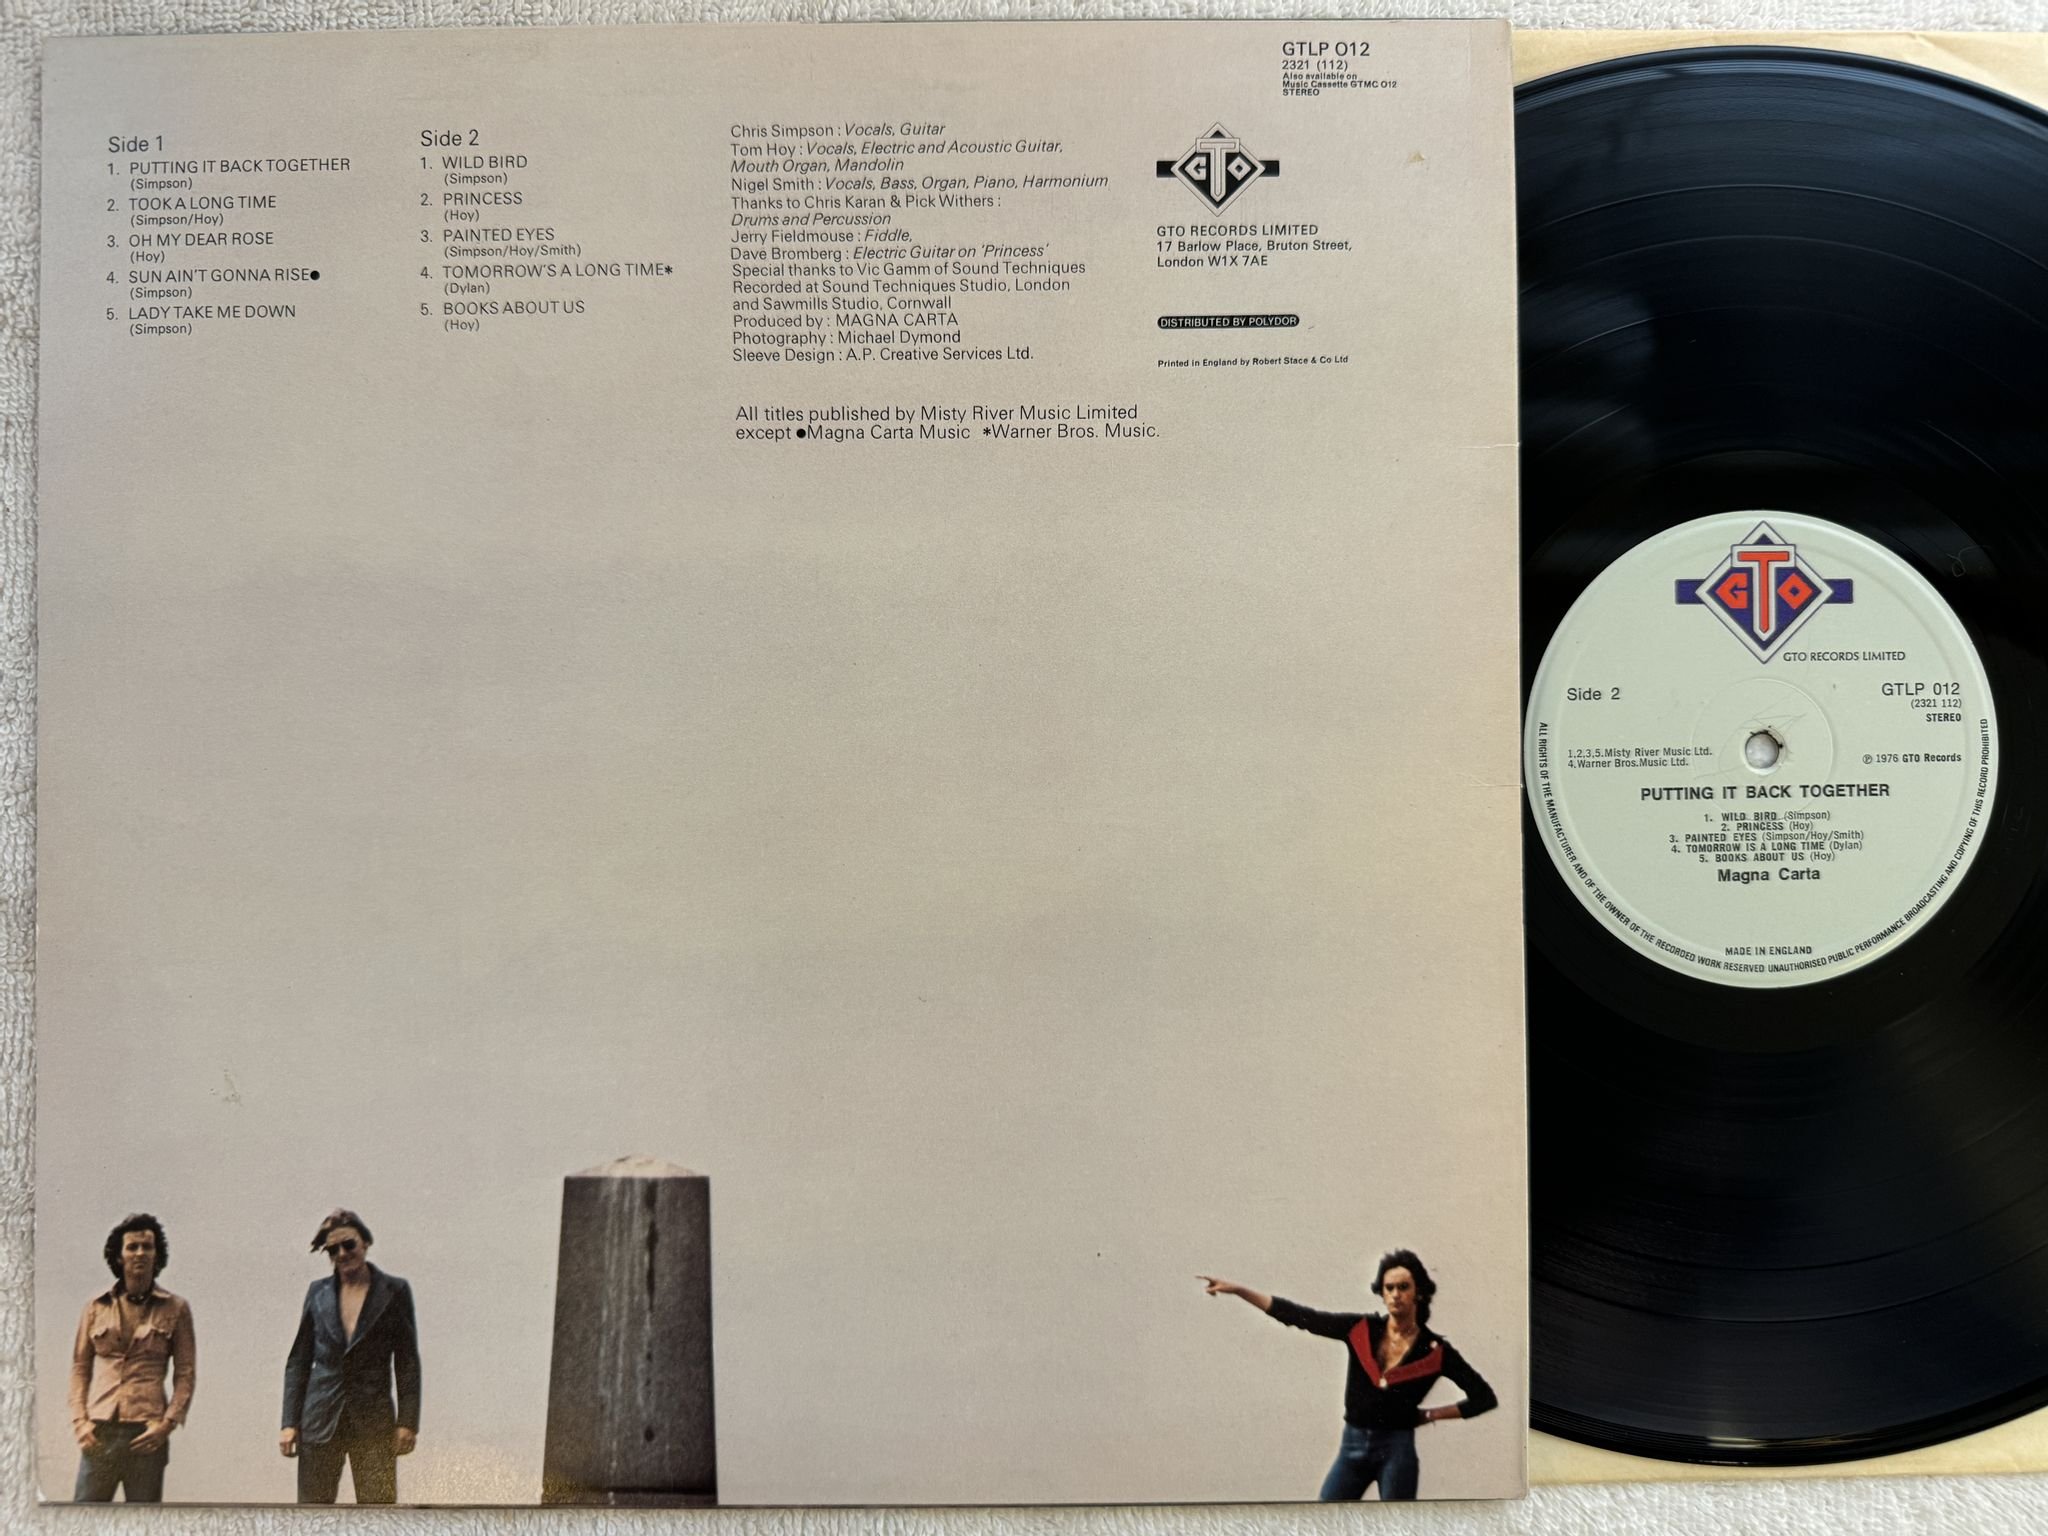 GTLP 012
2321 (112)
Also available on
Music Cassette GTMC 012
STEREO
Side 1
1. PUTTING IT BACK TOGETHER
(Simpson)
2. TOOK A LONG TIME
(Simpson/Hoy)
3. OH MY DEAR ROSE
(Hoy)
4. SUN AIN'T GONNA RISE●
(Simpson)
5. LADY TAKE ME DOWN
(Simpson)
Side 2
1. WILD BIRD
(Simpson)
2. PRINCESS
(Hoy)
3. PAINTED EYES
(Simpson/Hoy/Smith)
4. TOMORROW'S A LONG TIME*
(Dylan)
5. BOOKS ABOUT US
(Hoy)
Chris Simpson : Vocals, Guitar
Tom Hoy : Vocals, Electric and Acoustic Guitar,
Mouth Organ, Mandolin
Nigel Smith : Vocals, Bass, Organ, Piano, Harmonium
Thanks to Chris Karan & Pick Withers :
Drums and Percussion
Jerry Fieldmouse : Fiddle,
Dave Bromberg : Electric Guitar on 'Princess'
Special thanks to Vic Gamm of Sound Techniques
Recorded at Sound Techniques Studio, London
and Sawmills Studio, Cornwall
Produced by : MAGNA CARTA
Photography : Michael Dymond
Sleeve Design : A.P. Creative Services Ltd.
All titles published by Misty River Music Limited
except ●Magna Carta Music *Warner Bros. Music.
GTO
GTO RECORDS LIMITED
17 Barlow Place, Bruton Street,
London W1X 7AE
DISTRIBUTED BY POLYDOR
Printed in England by Robert Stace & Co Ltd
GTO
GTO RECORDS LIMITED
Side 2
GTLP 012
(2321 112)
STEREO
1,2,3,5.Misty River Music Ltd.
4.Warner Bros.Music Ltd.
℗ 1976 GTO Records
PUTTING IT BACK TOGETHER
1. WILD BIRD (Simpson)
2. PRINCESS (Hoy)
3. PAINTED EYES (Simpson/Hoy/Smith)
4. TOMORROW IS A LONG TIME (Dylan)
5. BOOKS ABOUT US (Hoy)
Magna Carta
MADE IN ENGLAND
ALL RIGHTS OF THE MANUFACTURER AND OF THE OWNER OF THE RECORDED WORK RESERVED UNAUTHORISED PUBLIC PERFORMANCE BROADCASTING AND COPYING OF THIS RECORD PROHIBITED